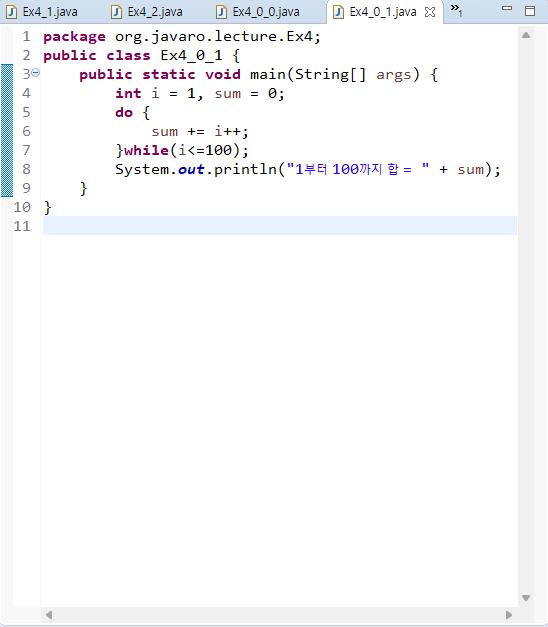 Ex4_1.java Ex4_2.java Ex4_0_0.java Ex4_0_1.java »1
1 package org.javaro.lecture.Ex4;
2 public class Ex4_0_1 {
3 public static void main(String[] args) {
4 int i = 1, sum = 0;
5 do {
6 sum += i++;
7 }while(i<=100);
8 System.out.println("1부터 100까지 합 = " + sum);
9 }
10 }
11